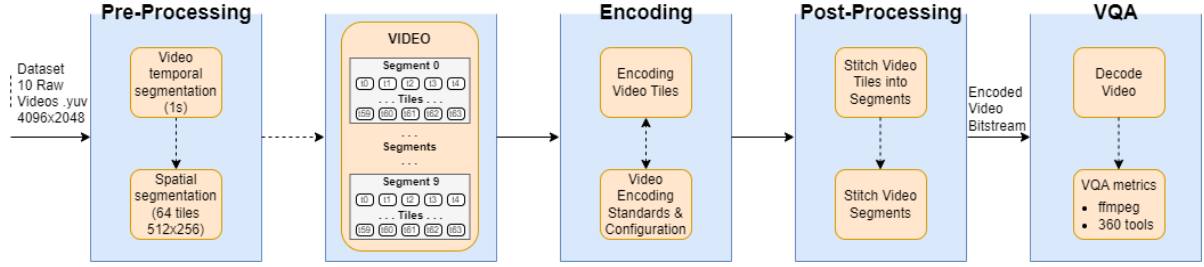 Pre-Processing
Encoding
Post-Processing
VQA
Dataset
10 Raw
Videos .yuv
4096x2048
Video
temporal
segmentation
(1s)
Spatial
segmentation
(64 tiles
512x256)
VIDEO
Segment 0
t0 t1 t2 t3 t4
. . . Tiles . . .
t59 t60 t61 t62 t63
. . .
Segments
. . .
Segment 9
t0 t1 t2 t3 t4
. . . Tiles . . .
t59 t60 t61 t62 t63
Encoding
Video Tiles
Video
Encoding
Standards &
Configuration
Stitch Video
Tiles into
Segments
Stitch Video
Segments
Encoded
Video
Bitstream
Decode
Video
VQA metrics
• ffmpeg
• 360 tools